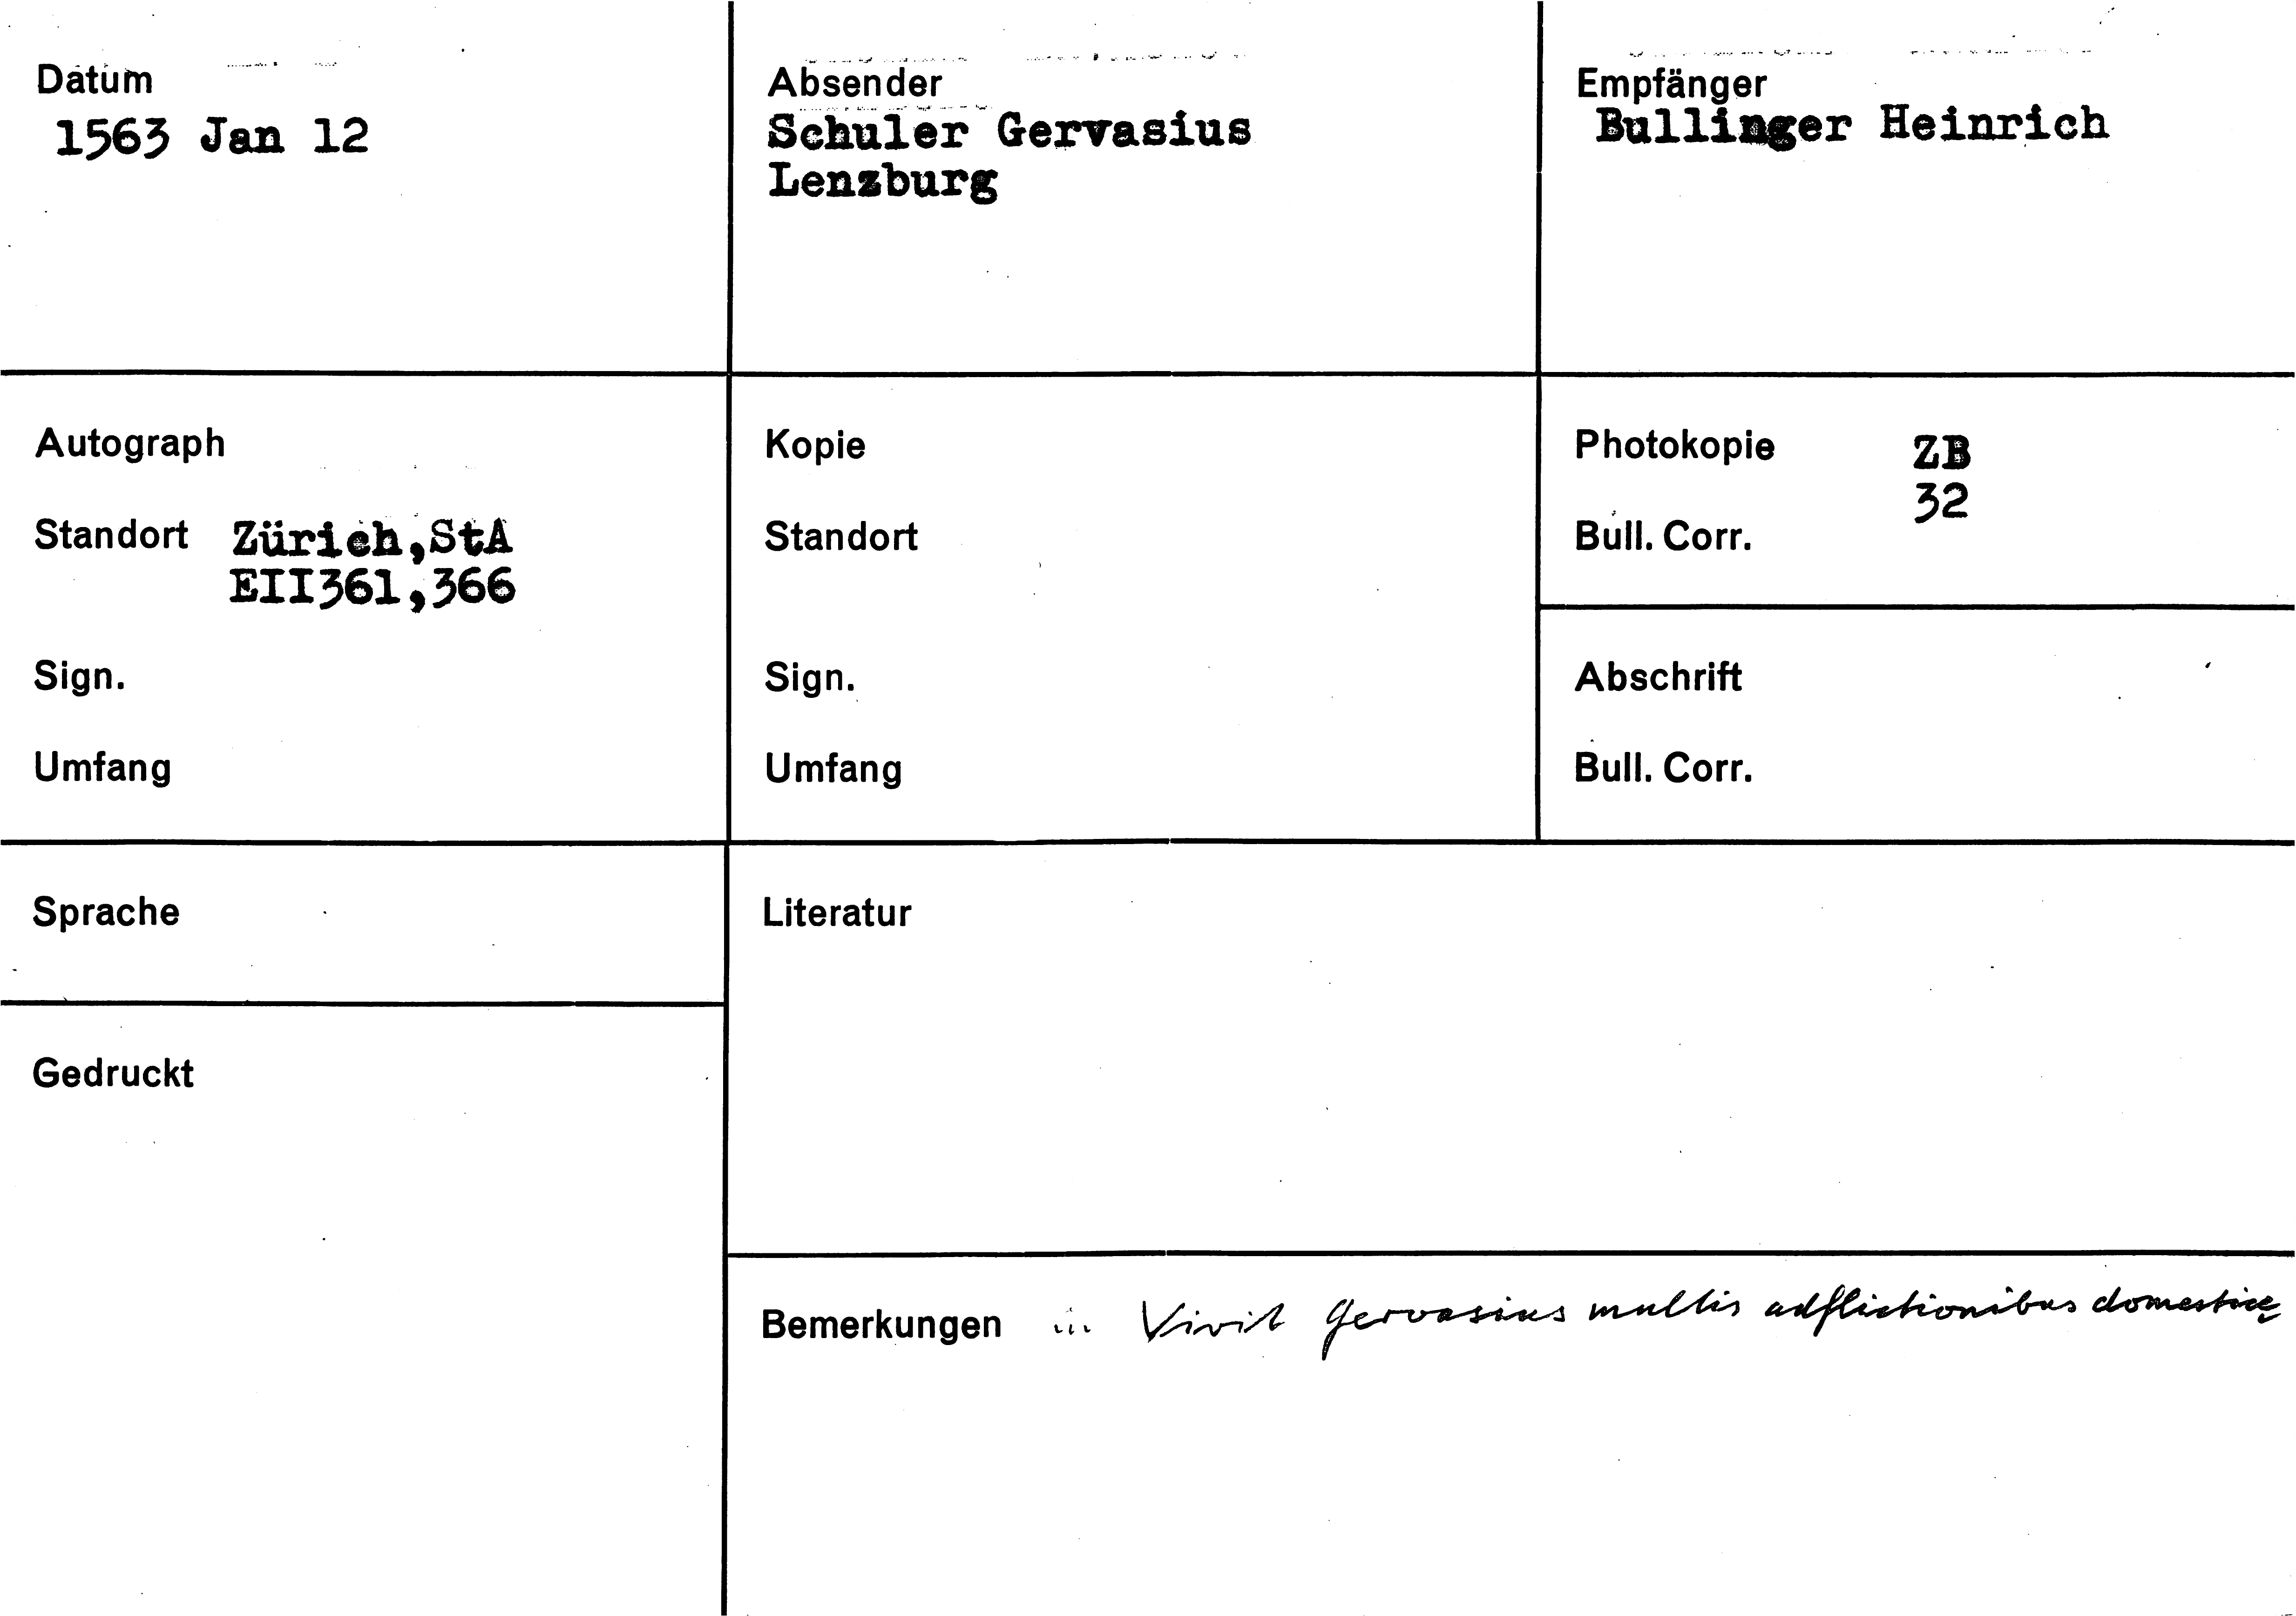 Datum
1563 Jan 12
Absender
Schuler Gervasius
Lenzburg
Empfänger
Bullinger Heinrich
Autograph
Standort Zürich,StA
EII361,366
Sign.
Umfang
Kopie
Standort
Sign.
Umfang
Photokopie ZB
32
Bull. Corr.
Abschrift
Bull. Corr.
Sprache
Gedruckt
Literatur
Bemerkungen Vivit Gervasius multis adflictionibus